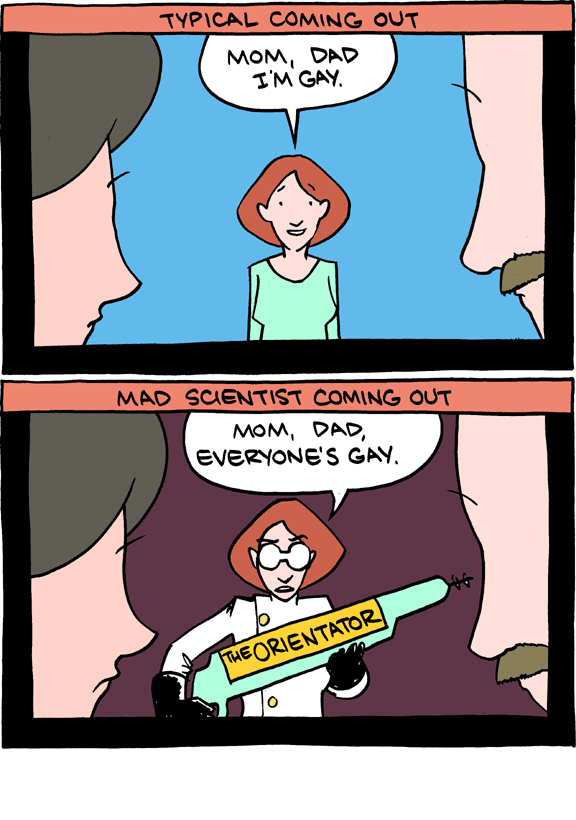 TYPICAL COMING OUT
MOM, DAD
I'M GAY.
MAD SCIENTIST COMING OUT
MOM, DAD,
EVERYONE'S GAY.
THE ORIENTATOR